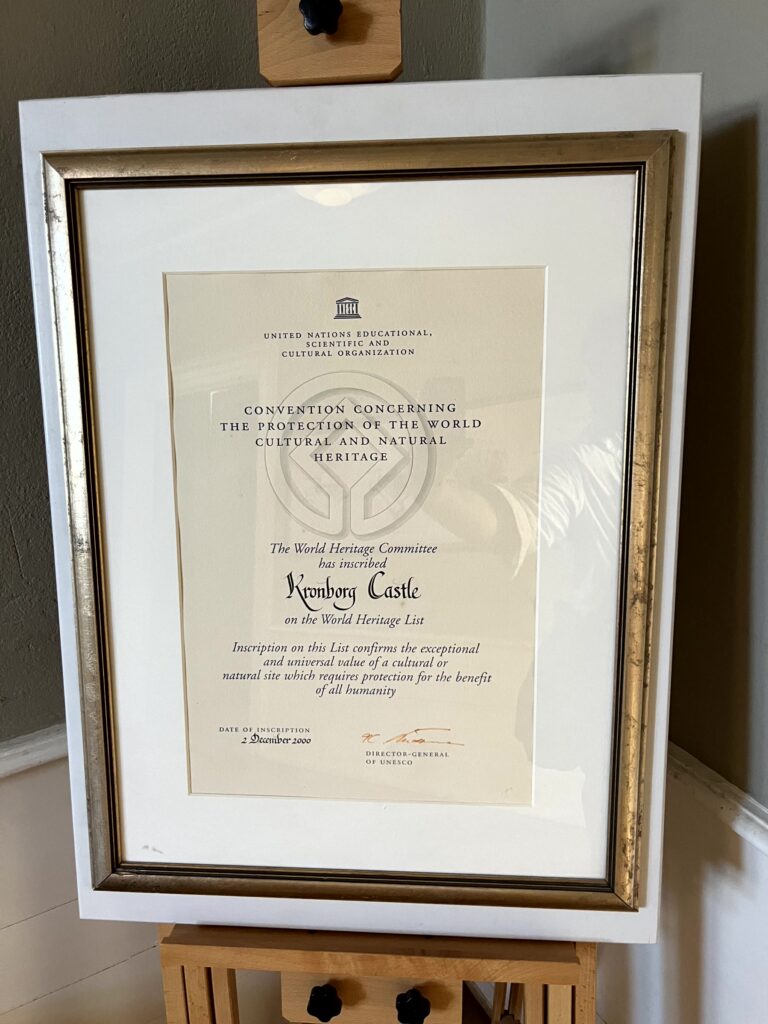 UNITED NATIONS EDUCATIONAL,
SCIENTIFIC AND
CULTURAL ORGANIZATION
CONVENTION CONCERNING
THE PROTECTION OF THE WORLD
CULTURAL AND NATURAL
HERITAGE
The World Heritage Committee
has inscribed
Kronborg Castle
on the World Heritage List
Inscription on this List confirms the exceptional
and universal value of a cultural or
natural site which requires protection for the benefit
of all humanity
DATE OF INSCRIPTION
2 December 2000
DIRECTOR-GENERAL
OF UNESCO